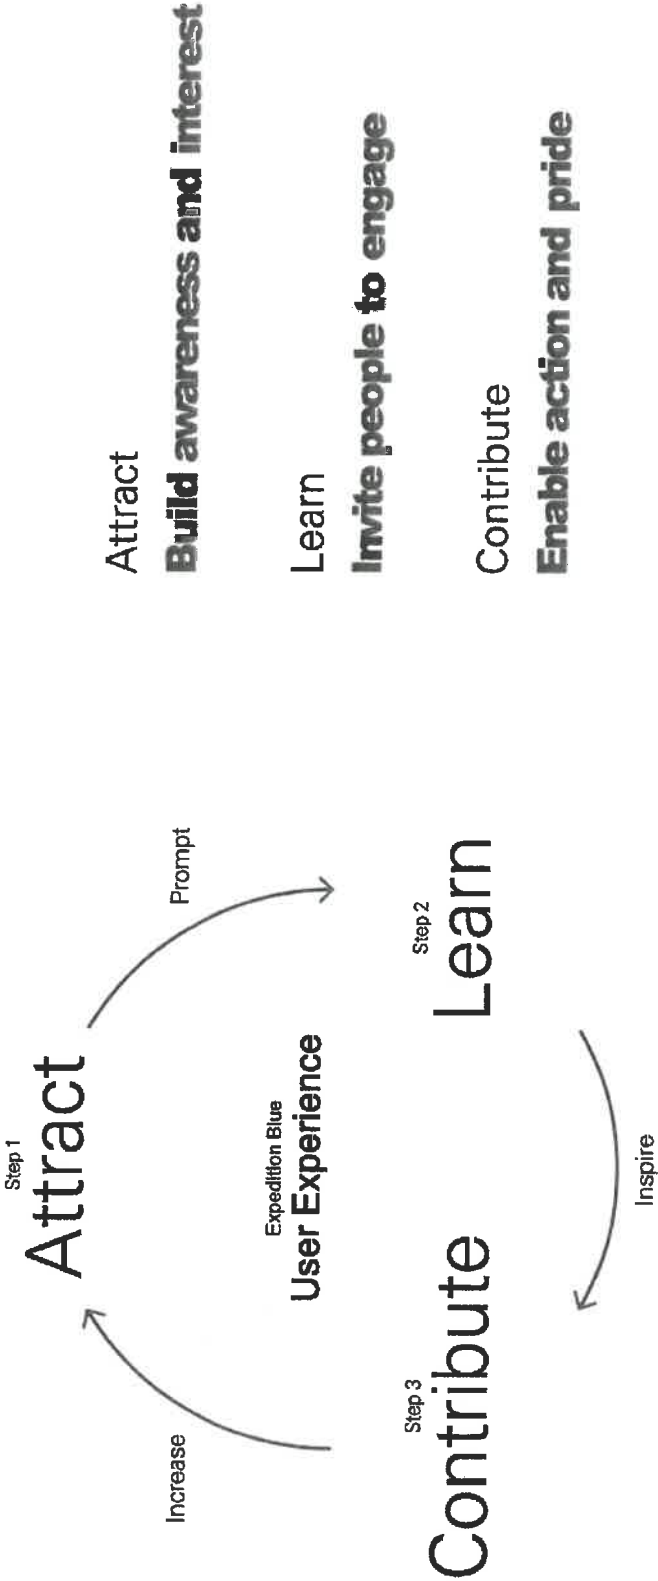 Step 1
Attract
Prompt
Step 2
Learn
Inspire
Step 3
Contribute
Increase
Expedition Blue
User Experience
Attract
Build awareness and interest
Learn
Invite people to engage
Contribute
Enable action and pride